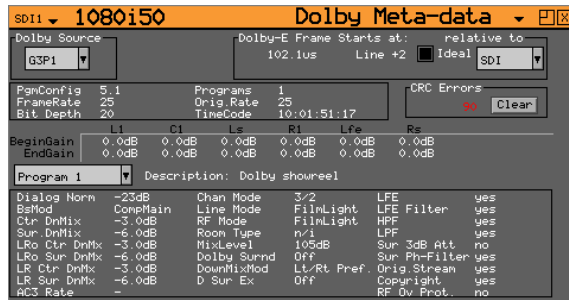 SDI1 1080i50 Dolby Meta-data
Dolby Source Dolby-E Frame Starts at: relative to
G3P1 102.1us Line +2 Ideal SDI
PgmConfig 5.1 Programs 1 CRC Errors
FrameRate 25 Orig.Rate 25 90 Clear
Bit Depth 20 TimeCode 10:01:51:17
L1 C1 Ls R1 Lfe Rs
BeginGain 0.0dB 0.0dB 0.0dB 0.0dB 0.0dB 0.0dB
EndGain 0.0dB 0.0dB 0.0dB 0.0dB 0.0dB 0.0dB
Program 1 Description: Dolby showreel
Dialog Norm -23dB Chan Mode 3/2 LFE yes
BsMod CompMain Line Mode FilmLight LFE Filter yes
Ctr DnMix -3.0dB RF Mode FilmLight HPF yes
Sur.DnMix -6.0dB Room Type n/i LPF yes
LRo Ctr DnMx -3.0dB MixLevel 105dB Sur 3dB Att no
LRo Sur DnMx -6.0dB Dolby Surnd Off Sur Ph-Filter yes
LR Ctr DnMx -3.0dB DownMixMod Lt/Rt Pref. Orig.Stream yes
LR Sur DnMx -6.0dB D Sur Ex Off Copyright yes
AC3 Rate - RF Ov Prot. no